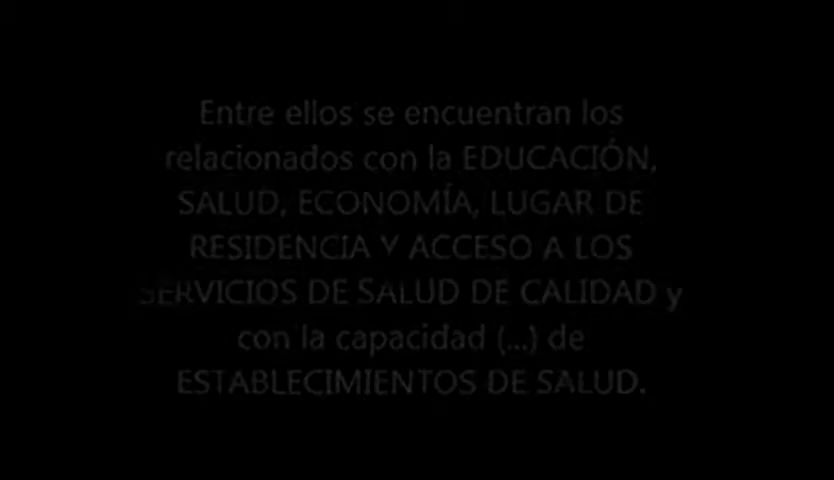 Entre ellos se encuentran los
relacionados con la EDUCACIÓN,
SALUD, ECONOMÍA, LUGAR DE
RESIDENCIA Y ACCESO A LOS
SERVICIOS DE SALUD DE CALIDAD y
con la capacidad (...) de
ESTABLECIMIENTOS DE SALUD.